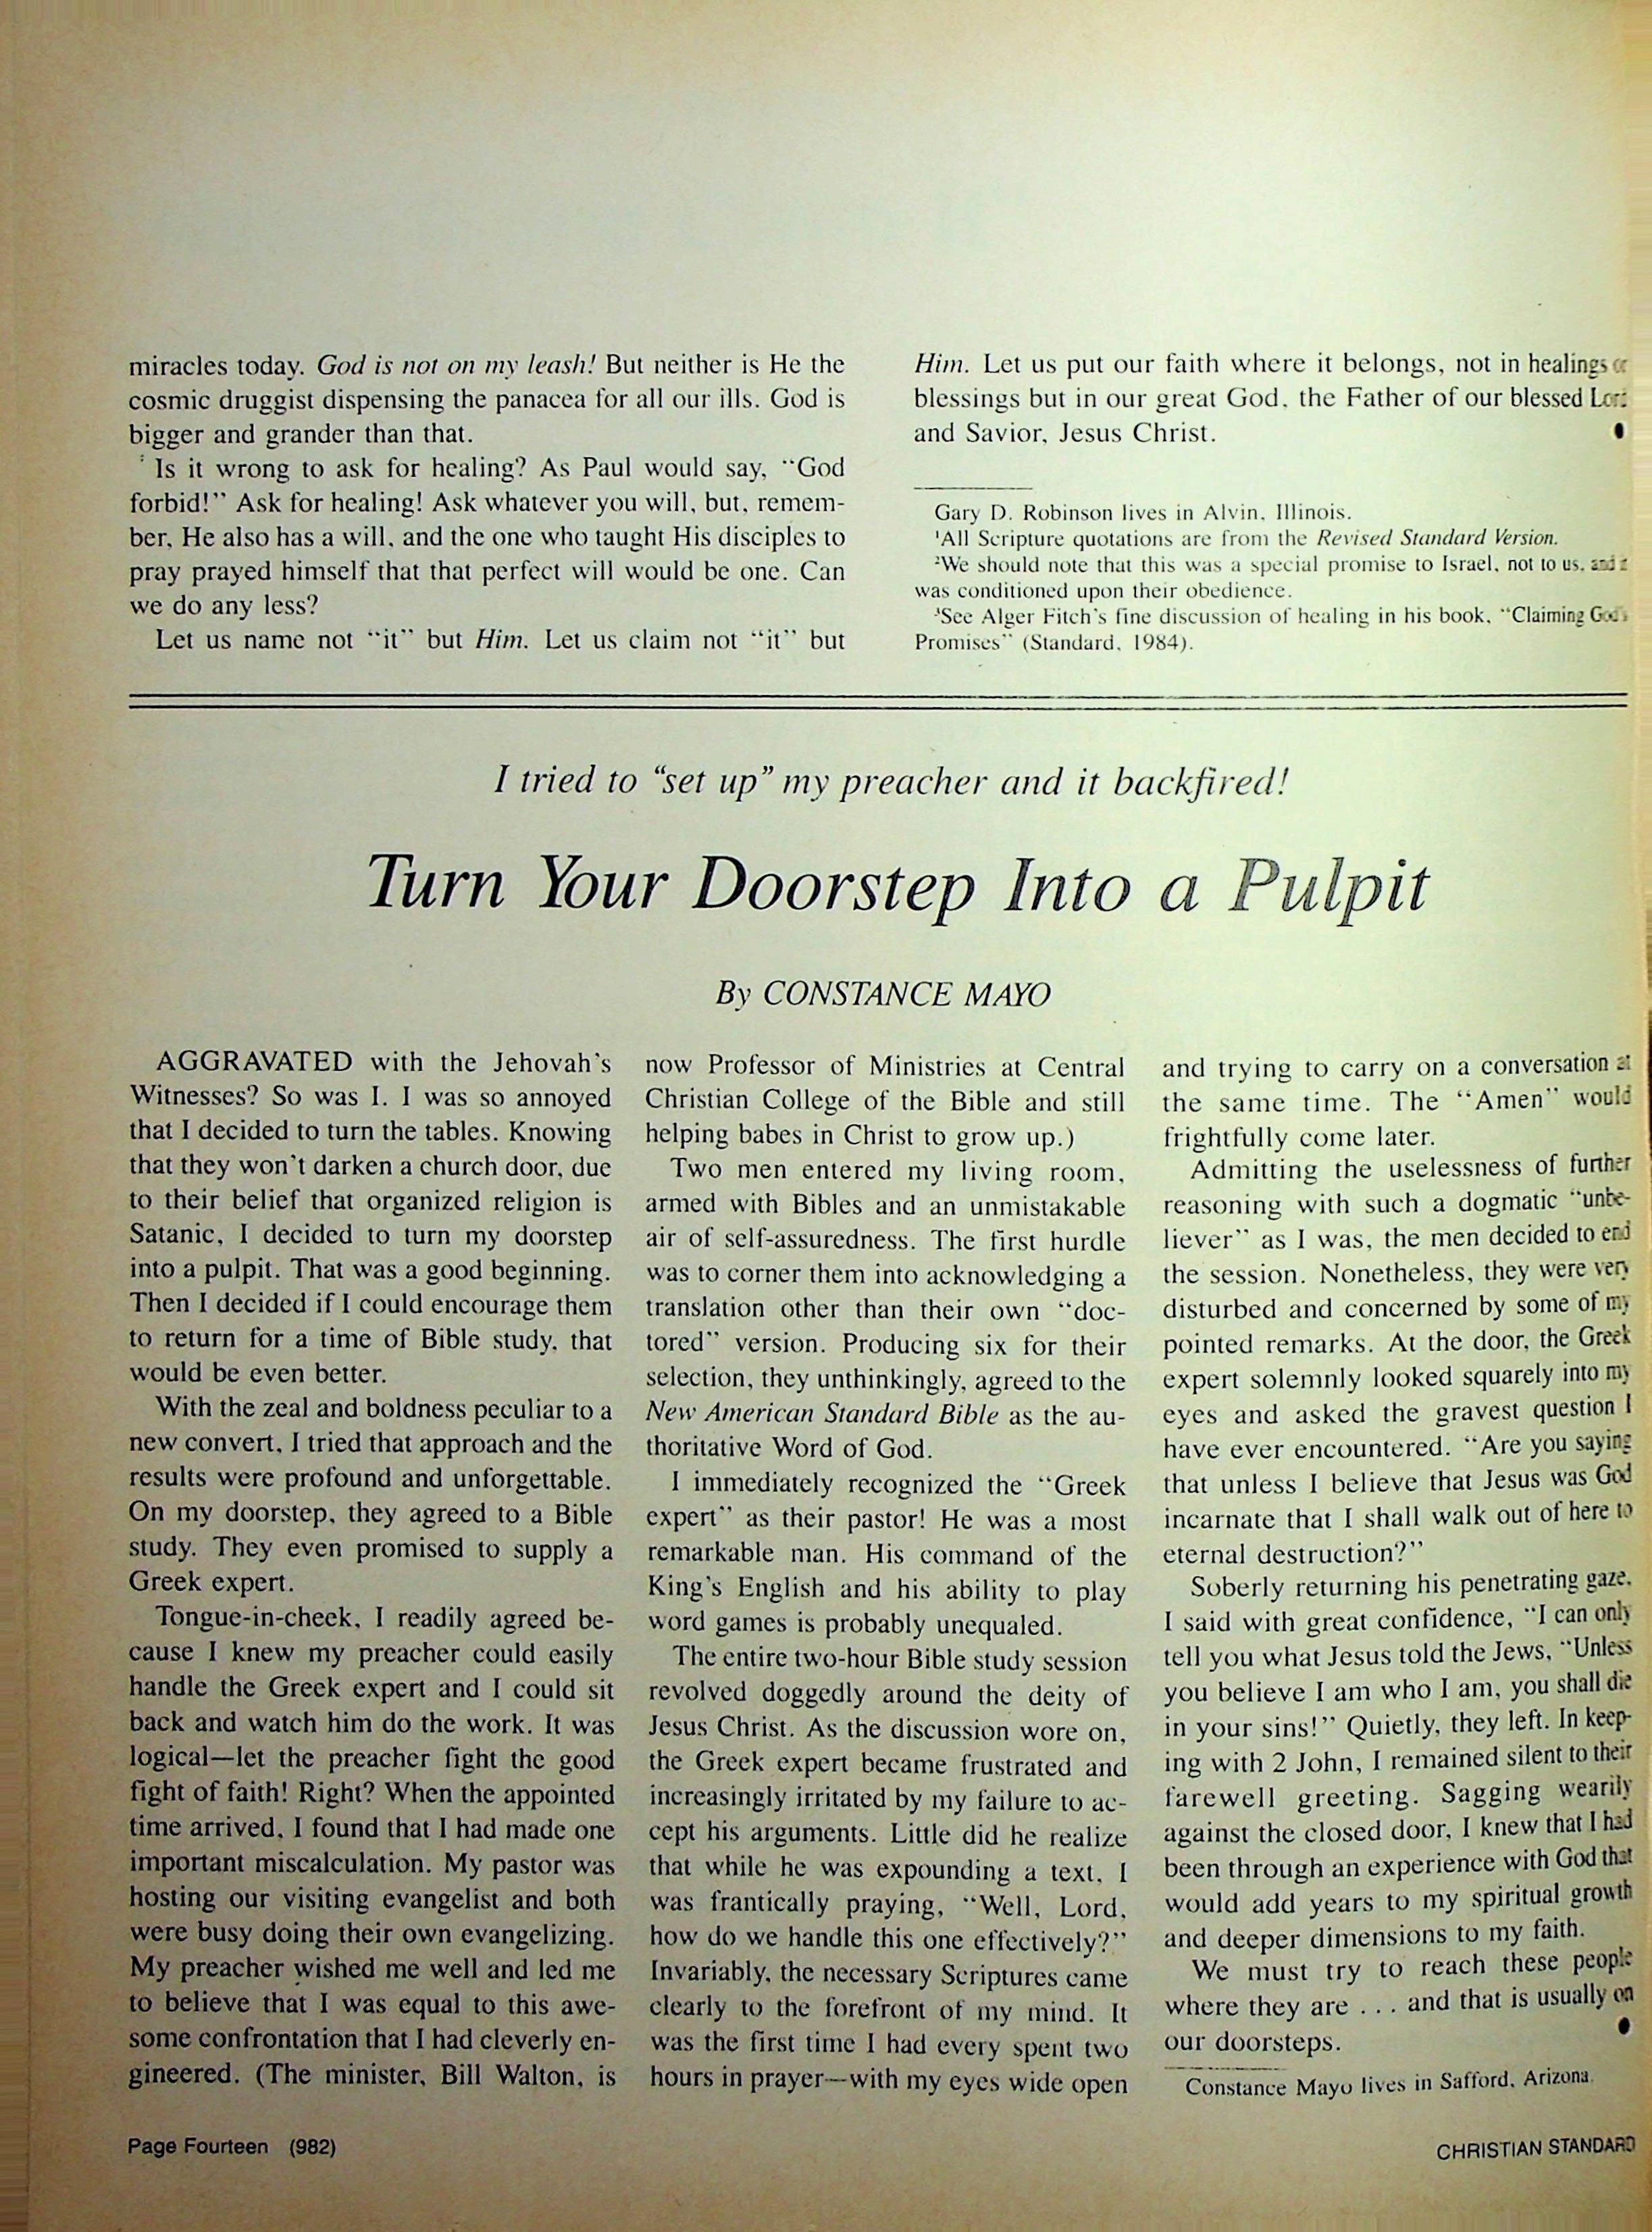 miracles today. God is not on my leash! But neither is He the
cosmic druggist dispensing the panacea for all our ills. God is
bigger and grander than that.
Is it wrong to ask for healing? As Paul would say, “God
forbid!” Ask for healing! Ask whatever you will, but, remem-
ber, He also has a will, and the one who taught His disciples to
pray prayed himself that that perfect will would be one. Can
we do any less?
Let us name not “it” but Him. Let us claim not “it” but
Him. Let us put our faith where it belongs, not in healings or
blessings but in our great God, the Father of our blessed Lord
and Savior, Jesus Christ. •
Gary D. Robinson lives in Alvin, Illinois.
¹All Scripture quotations are from the Revised Standard Version.
²We should note that this was a special promise to Israel, not to us, and
was conditioned upon their obedience.
³See Alger Fitch's fine discussion of healing in his book, “Claiming God's
Promises” (Standard, 1984).
I tried to “set up” my preacher and it backfired!
Turn Your Doorstep Into a Pulpit
By CONSTANCE MAYO
AGGRAVATED with the Jehovah's
Witnesses? So was I. I was so annoyed
that I decided to turn the tables. Knowing
that they won't darken a church door, due
to their belief that organized religion is
Satanic, I decided to turn my doorstep
into a pulpit. That was a good beginning.
Then I decided if I could encourage them
to return for a time of Bible study, that
would be even better.
With the zeal and boldness peculiar to a
new convert, I tried that approach and the
results were profound and unforgettable.
On my doorstep, they agreed to a Bible
study. They even promised to supply a
Greek expert.
Tongue-in-cheek, I readily agreed be-
cause I knew my preacher could easily
handle the Greek expert and I could sit
back and watch him do the work. It was
logical—let the preacher fight the good
fight of faith! Right? When the appointed
time arrived, I found that I had made one
important miscalculation. My pastor was
hosting our visiting evangelist and both
were busy doing their own evangelizing.
My preacher wished me well and led me
to believe that I was equal to this awe-
some confrontation that I had cleverly en-
gineered. (The minister, Bill Walton, is
now Professor of Ministries at Central
Christian College of the Bible and still
helping babes in Christ to grow up.)
Two men entered my living room,
armed with Bibles and an unmistakable
air of self-assuredness. The first hurdle
was to corner them into acknowledging a
translation other than their own “doc-
tored” version. Producing six for their
selection, they unthinkingly, agreed to the
New American Standard Bible as the au-
thoritative Word of God.
I immediately recognized the “Greek
expert” as their pastor! He was a most
remarkable man. His command of the
King's English and his ability to play
word games is probably unequaled.
The entire two-hour Bible study session
revolved doggedly around the deity of
Jesus Christ. As the discussion wore on,
the Greek expert became frustrated and
increasingly irritated by my failure to ac-
cept his arguments. Little did he realize
that while he was expounding a text, I
was frantically praying, “Well, Lord,
how do we handle this one effectively?”
Invariably, the necessary Scriptures came
clearly to the forefront of my mind. It
was the first time I had every spent two
hours in prayer—with my eyes wide open
and trying to carry on a conversation at
the same time. The “Amen” would
frightfully come later.
Admitting the uselessness of further
reasoning with such a dogmatic “unbe-
liever” as I was, the men decided to end
the session. Nonetheless, they were very
disturbed and concerned by some of my
pointed remarks. At the door, the Greek
expert solemnly looked squarely into my
eyes and asked the gravest question I
have ever encountered. “Are you saying
that unless I believe that Jesus was God
incarnate that I shall walk out of here to
eternal destruction?”
Soberly returning his penetrating gaze,
I said with great confidence, “I can only
tell you what Jesus told the Jews, “Unless
you believe I am who I am, you shall die
in your sins!” Quietly, they left. In keep-
ing with 2 John, I remained silent to their
farewell greeting. Sagging wearily
against the closed door, I knew that I had
been through an experience with God that
would add years to my spiritual growth
and deeper dimensions to my faith.
We must try to reach these people
where they are . . . and that is usually on
our doorsteps. •
Constance Mayo lives in Safford, Arizona.
Page Fourteen (982)
CHRISTIAN STANDARD